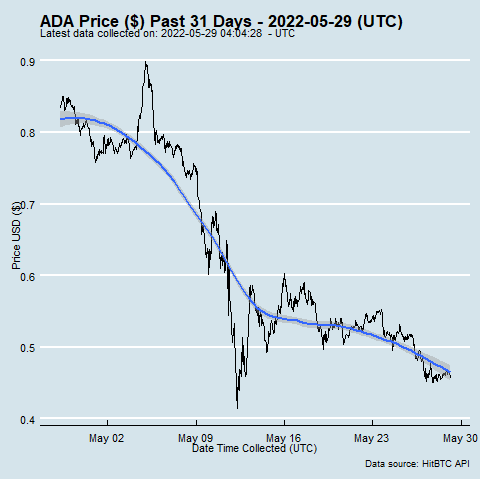 ADA Price ($) Past 31 Days - 2022-05-29 (UTC)
Latest data collected on: 2022-05-29 04:04:28 - UTC
0.9
0.8
0.7
0.6
0.5
0.4
Price USD ($)
May 02
May 09
May 16
May 23
May 30
Date Time Collected (UTC)
Data source: HitBTC API